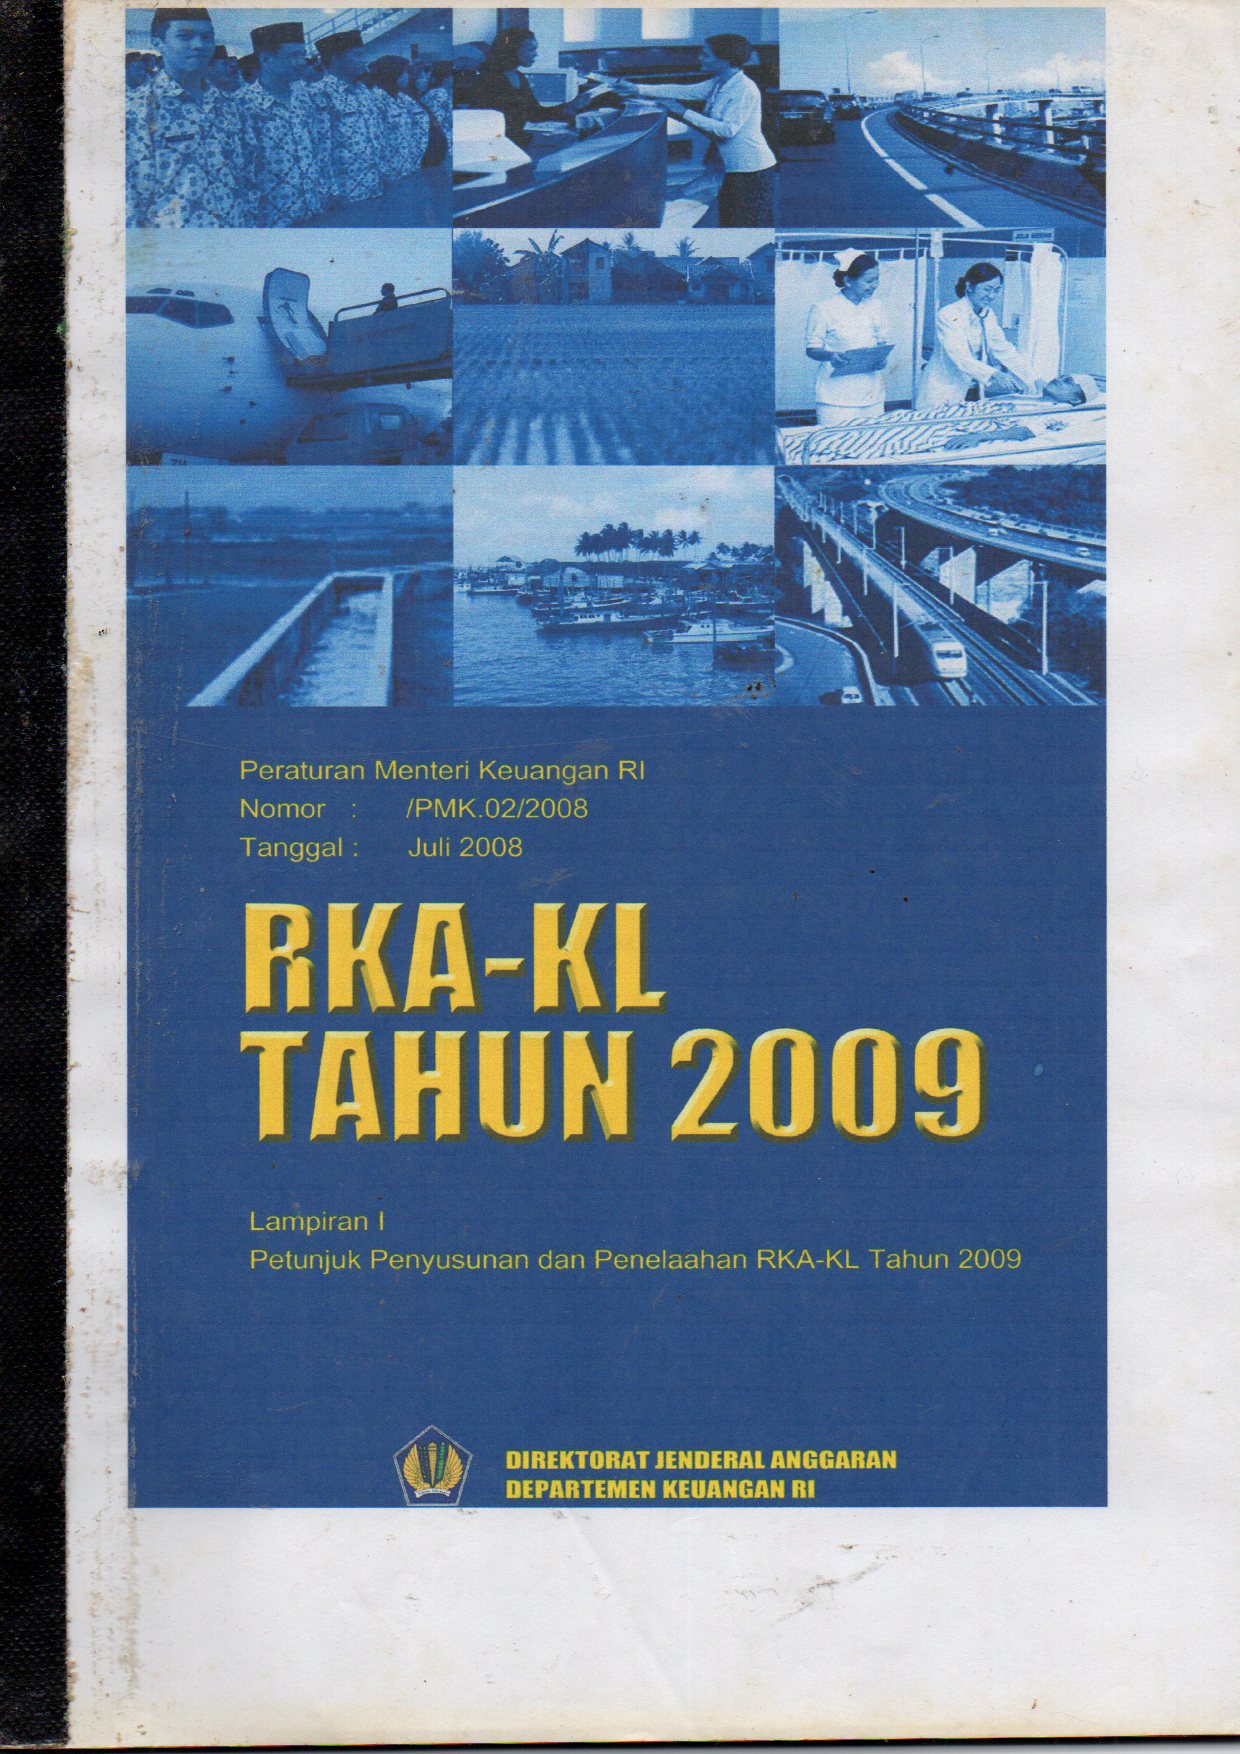 Peraturan Menteri Keuangan RI
Nomor : /PMK.02/2008
Tanggal : Juli 2008
RKA-KL
TAHUN 2009
Lampiran I
Petunjuk Penyusunan dan Penelaahan RKA-KL Tahun 2009
DIREKTORAT JENDERAL ANGGARAN
DEPARTEMEN KEUANGAN RI